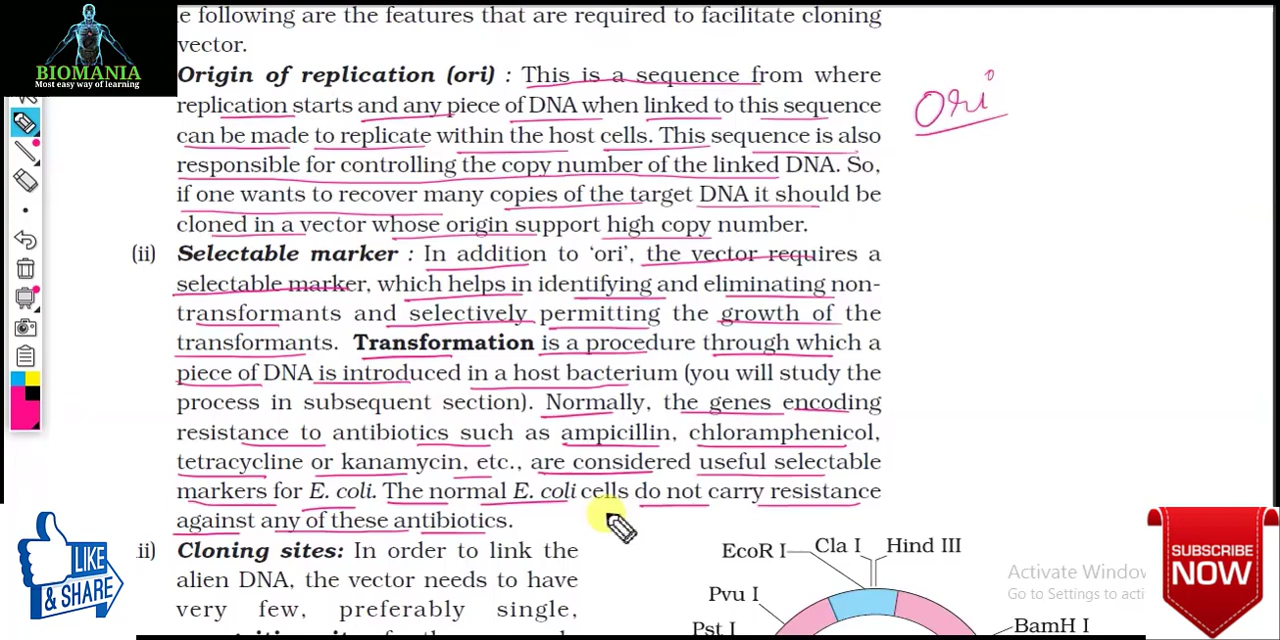 e following are the features that are required to facilitate cloning
vector.
BIOMANIA
Most easy way of learning
Origin of replication (ori) : This is a sequence from where
replication starts and any piece of DNA when linked to this sequence
can be made to replicate within the host cells. This sequence is also
responsible for controlling the copy number of the linked DNA. So,
if one wants to recover many copies of the target DNA it should be
cloned in a vector whose origin support high copy number.
ori
(ii) Selectable marker : In addition to ‘ori’, the vector requires a
selectable marker, which helps in identifying and eliminating non-
transformants and selectively permitting the growth of the
transformants. Transformation is a procedure through which a
piece of DNA is introduced in a host bacterium (you will study the
process in subsequent section). Normally, the genes encoding
resistance to antibiotics such as ampicillin, chloramphenicol,
tetracycline or kanamycin, etc., are considered useful selectable
markers for E. coli. The normal E. coli cells do not carry resistance
against any of these antibiotics.
ii) Cloning sites: In order to link the
alien DNA, the vector needs to have
very few, preferably single,
EcoR I
Cla I
Hind III
Pvu I
Pst I
BamH I
LIKE
& SHARE
Activate Window
Go to Settings to acti
SUBSCRIBE
NOW